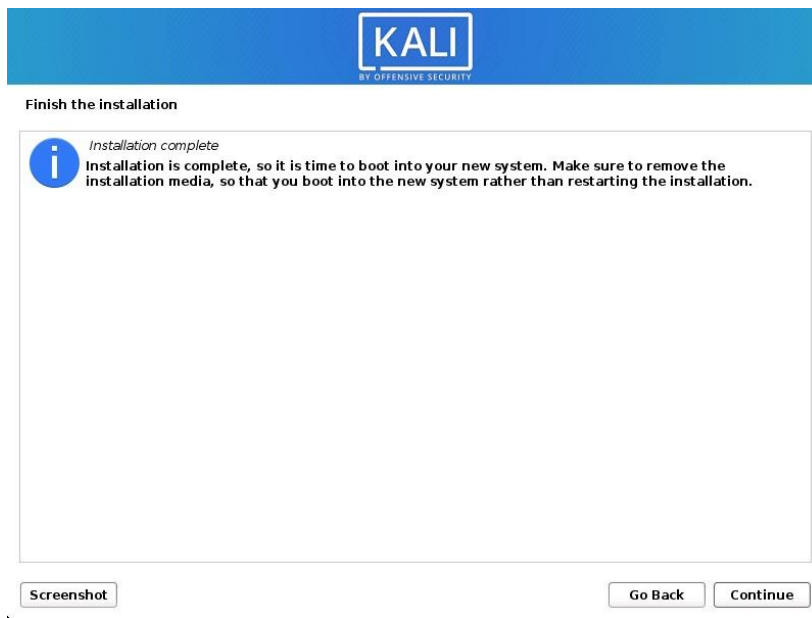 KALI
BY OFFENSIVE SECURITY
Finish the installation
Installation complete
Installation is complete, so it is time to boot into your new system. Make sure to remove the
installation media, so that you boot into the new system rather than restarting the installation.
Screenshot
Go Back
Continue